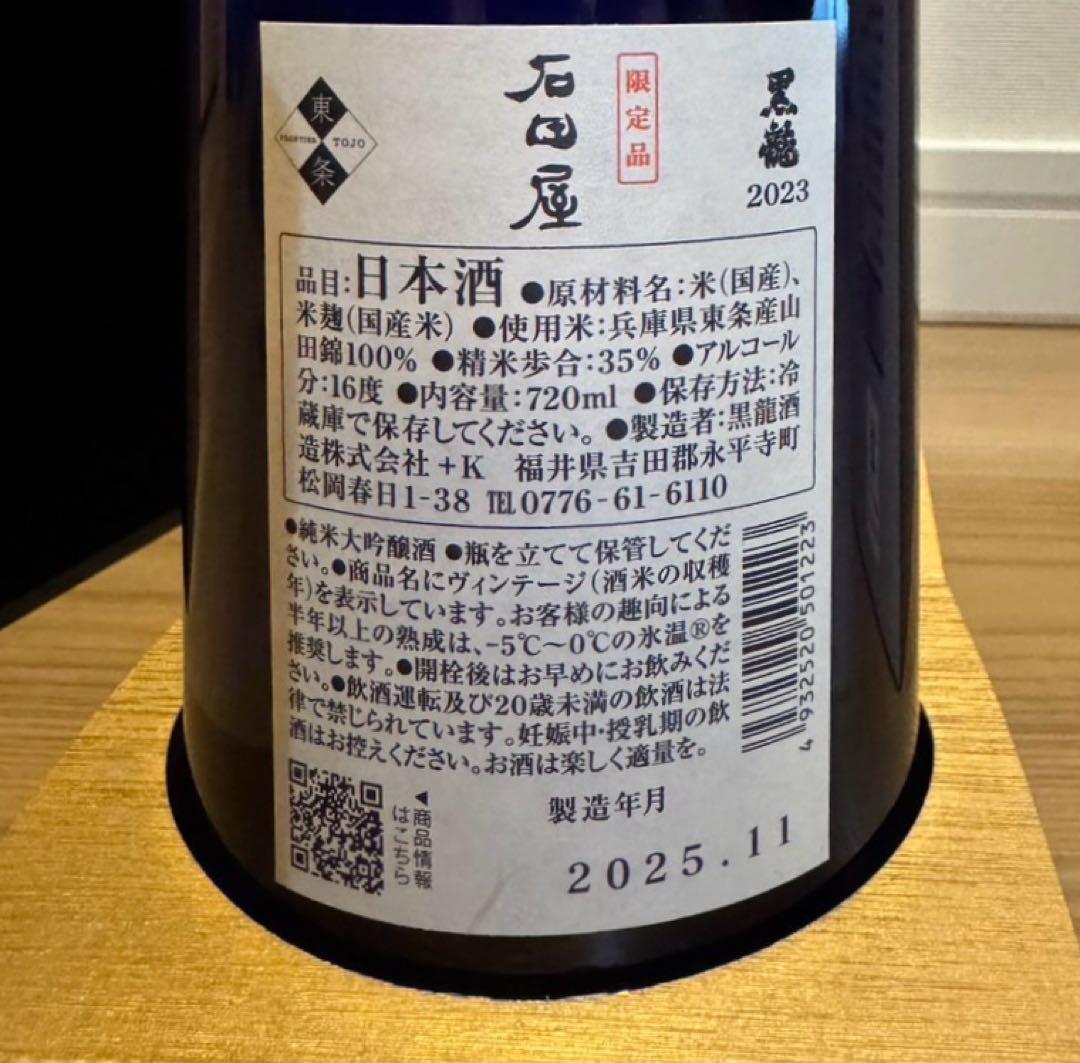 東
FRONTIER TOJO
条
石田屋
限定品
黒龍
2023
品目:日本酒 ●原材料名:米(国産)、
米麹(国産米) ●使用米:兵庫県東条産山
田錦100% ●精米歩合:35% ●アルコール
分:16度 ●内容量:720ml ●保存方法:冷
蔵庫で保存してください。 ●製造者:黒龍酒
造株式会社+K 福井県吉田郡永平寺町
松岡春日1-38 TEL0776-61-6110
●純米大吟醸酒 ●瓶を立てて保管してくだ
さい。●商品名にヴィンテージ(酒米の収穫
年)を表示しています。お客様の趣向による
半年以上の熟成は、-5℃〜0℃の氷温®を
推奨します。●開栓後はお早めにお飲みくだ
さい。●飲酒運転及び20歳未満の飲酒は法
律で禁じられています。妊娠中・授乳期の飲
酒はお控えください。お酒は楽しく適量を。
4 932520 501223
◀商品情報
はこちら
製造年月
2025.11